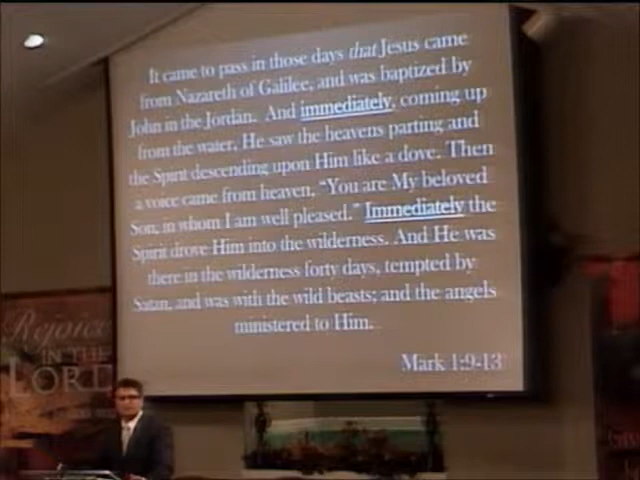 It came to pass in those days that Jesus came
from Nazareth of Galilee, and was baptized by
John in the Jordan. And immediately, coming up
from the water, He saw the heavens parting and
the Spirit descending upon Him like a dove. Then
a voice came from heaven, “You are My beloved
Son, in whom I am well pleased.” Immediately the
Spirit drove Him into the wilderness. And He was
there in the wilderness forty days, tempted by
Satan, and was with the wild beasts; and the angels
ministered to Him.
Mark 1:9-13
Rejoice
IN THE
LORD